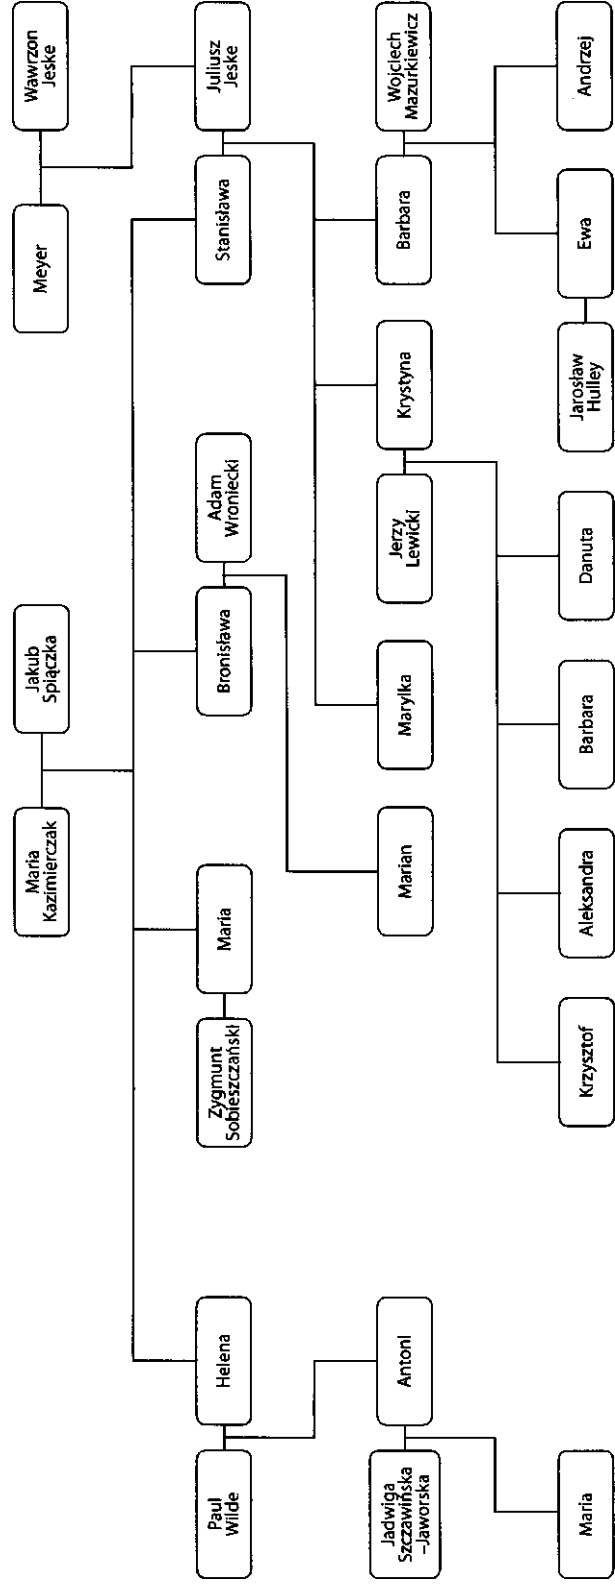 Maria
Kazimierczak
Jakub
Spiączka
Meyer
Wawrzon
Jeske
Paul
Wilde
Helena
Zygmunt
Sobieszczański
Maria
Bronisława
Adam
Wroniecki
Stanisława
Juliusz
Jeske
Jadwiga
Szczawińska
–Jaworska
Antoni
Marian
Marylka
Jerzy
Lewicki
Krystyna
Barbara
Wojciech
Mazurkiewicz
Maria
Krzysztof
Aleksandra
Barbara
Danuta
Jarosław
Hulley
Ewa
Andrzej